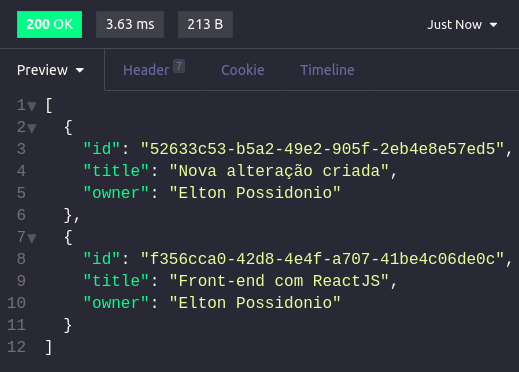 200 OK 3.63 ms 213 B Just Now
Preview Header 7 Cookie Timeline
1 [
2 {
3 "id": "52633c53-b5a2-49e2-905f-2eb4e8e57ed5",
4 "title": "Nova alteração criada",
5 "owner": "Elton Possidonio"
6 },
7 {
8 "id": "f356cca0-42d8-4e4f-a707-41be4c06de0c",
9 "title": "Front-end com ReactJS",
10 "owner": "Elton Possidonio"
11 }
12 ]